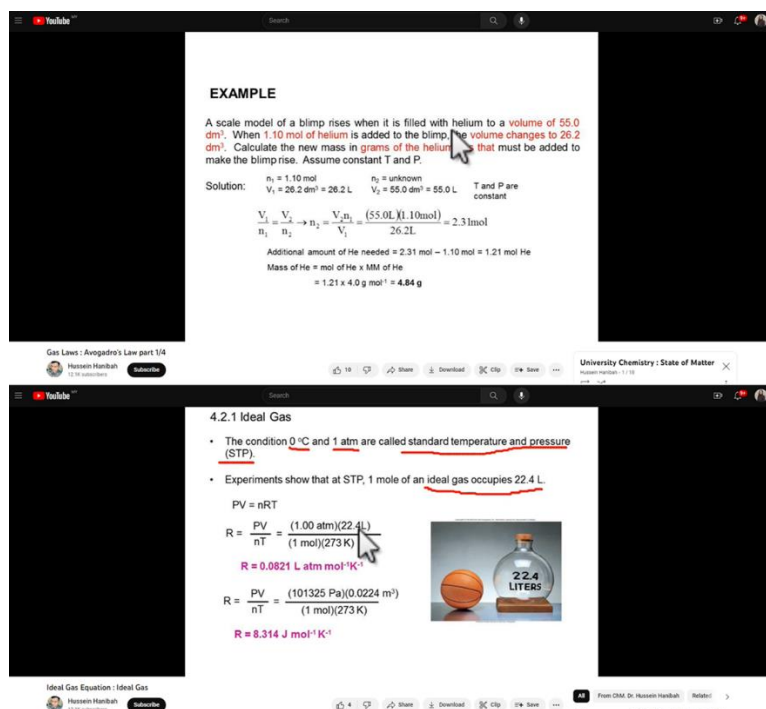 YouTube MY
Search
9+
EXAMPLE
A scale model of a blimp rises when it is filled with helium to a volume of 55.0
dm³. When 1.10 mol of helium is added to the blimp, the volume changes to 26.2
dm³. Calculate the new mass in grams of the helium that must be added to
make the blimp rise. Assume constant T and P.
Solution:
n₁ = 1.10 mol n₂ = unknown
V₁ = 26.2 dm³ = 26.2 L V₂ = 55.0 dm³ = 55.0 L
T and P are
constant
V₁/n₁ = V₂/n₂ → n₂ = V₂n₁/V₁ = (55.0L)(1.10mol)/26.2L = 2.31mol
Additional amount of He needed = 2.31 mol – 1.10 mol = 1.21 mol He
Mass of He = mol of He x MM of He
= 1.21 x 4.0 g mol⁻¹ = 4.84 g
Gas Laws : Avogadro's Law part 1/4
Hussein Hanibah
Subscribe
10 Share Download Clip Save ...
University Chemistry : State of Matter
Hussein Hanibah - 1 / 10
YouTube MY
Search
9+
4.2.1 Ideal Gas
• The condition 0 °C and 1 atm are called standard temperature and pressure
(STP).
• Experiments show that at STP, 1 mole of an ideal gas occupies 22.4 L.
PV = nRT
R = PV/nT = (1.00 atm)(22.4L)/(1 mol)(273 K)
R = 0.0821 L atm mol⁻¹K⁻¹
R = PV/nT = (101325 Pa)(0.0224 m³)/(1 mol)(273 K)
R = 8.314 J mol⁻¹ K⁻¹
22.4
LITERS
Ideal Gas Equation : Ideal Gas
Hussein Hanibah
Subscribe
4 Share Download Clip Save ...
All From ChM. Dr. Hussein Hanibah Related